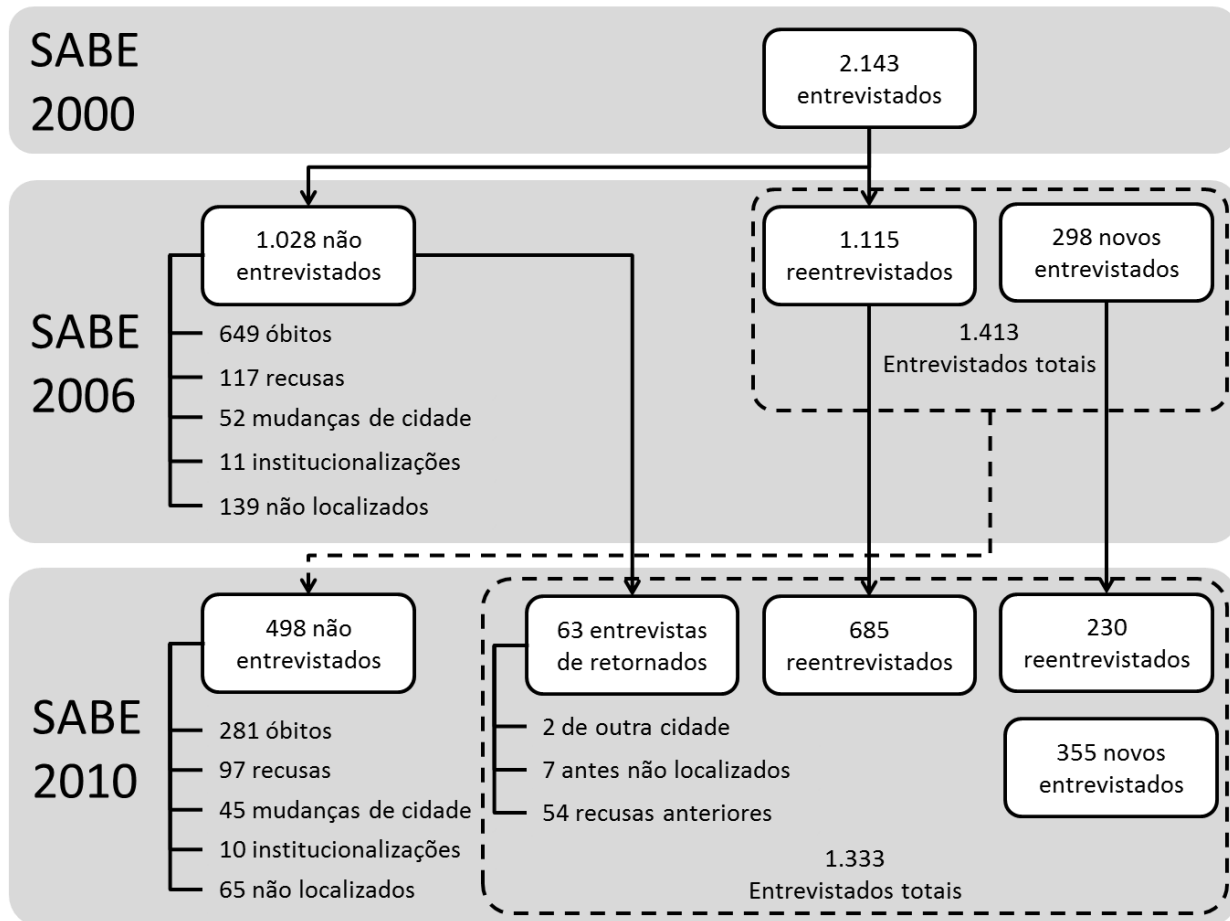 SABE
2000
2.143
entrevistados
SABE
2006
1.028 não
entrevistados
649 óbitos
117 recusas
52 mudanças de cidade
11 institucionalizações
139 não localizados
1.115
reentrevistados
298 novos
entrevistados
1.413
Entrevistados totais
SABE
2010
498 não
entrevistados
281 óbitos
97 recusas
45 mudanças de cidade
10 institucionalizações
65 não localizados
63 entrevistas
de retornados
2 de outra cidade
7 antes não localizados
54 recusas anteriores
685
reentrevistados
230
reentrevistados
355 novos
entrevistados
1.333
Entrevistados totais